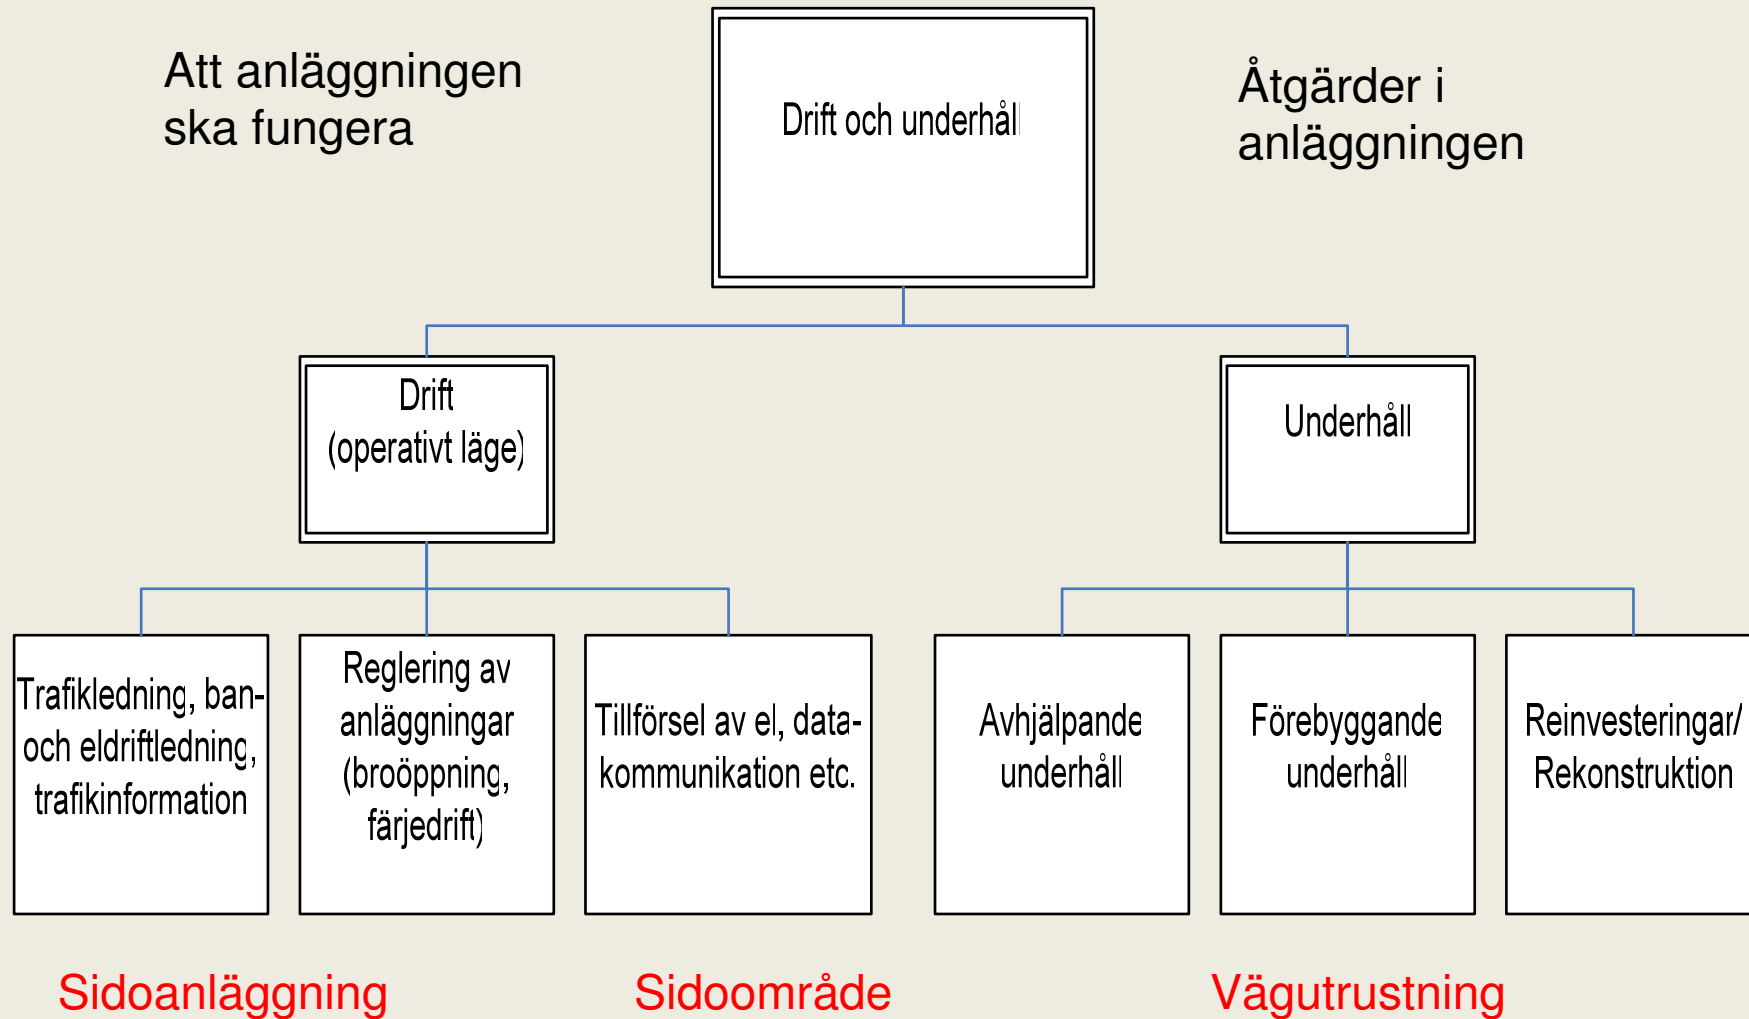 Att anläggningen
ska fungera
Drift och underhåll
Åtgärder i
anläggningen
Drift
(operativt läge)
Underhåll
Trafikledning, ban-
och eldriftledning,
trafikinformation
Reglering av
anläggningar
(broöppning,
färjedrift)
Tillförsel av el, data-
kommunikation etc.
Avhjälpande
underhåll
Förebyggande
underhåll
Reinvesteringar/
Rekonstruktion
Sidoanläggning
Sidoområde
Vägutrustning